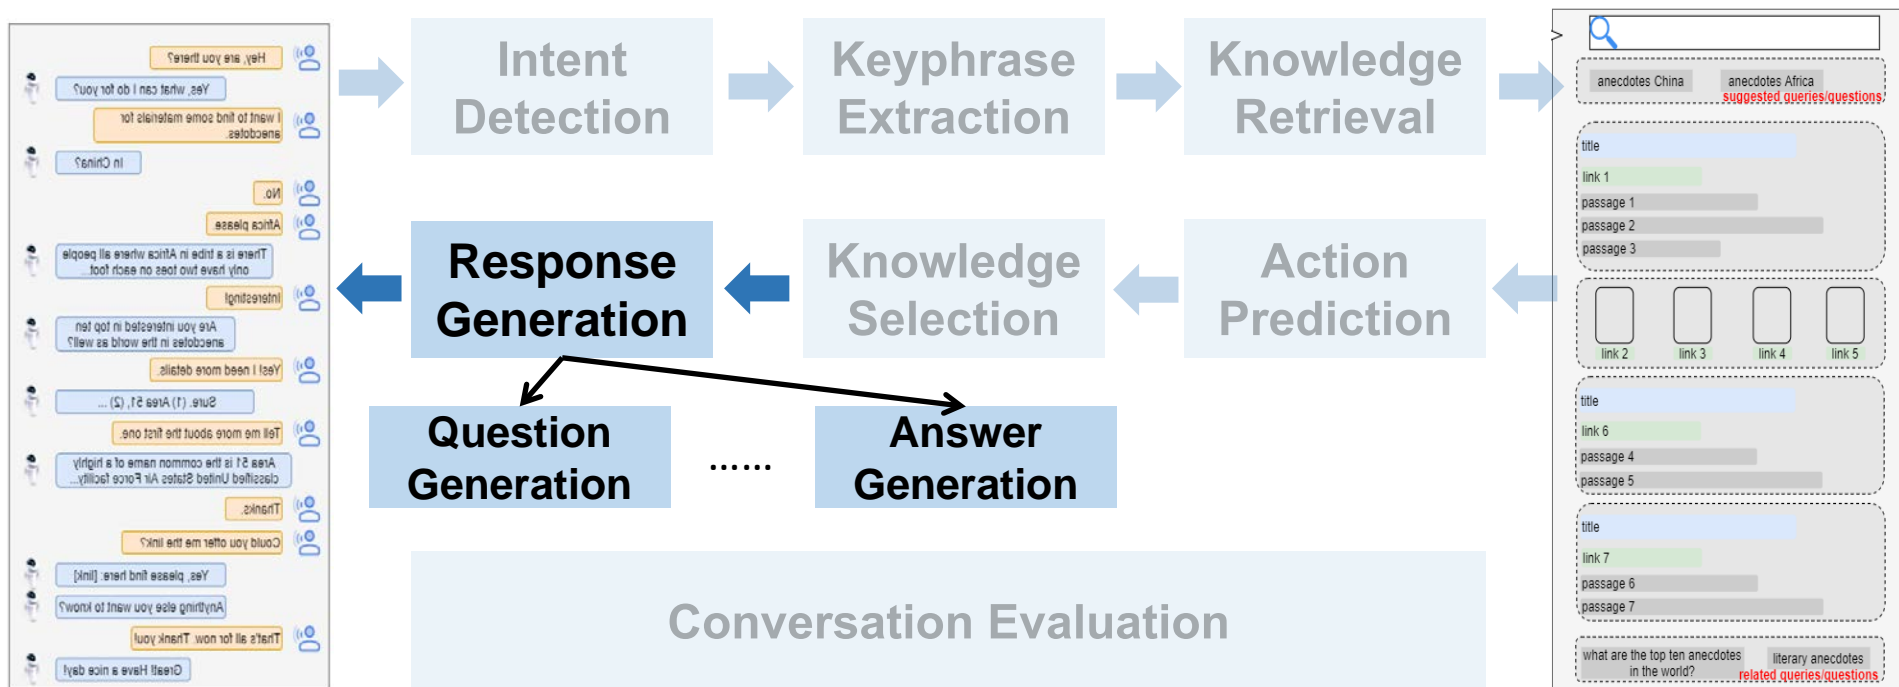 Hey, are you there?
Yes, what can I do for you?
I want to find some materials for
anecdotes.
In China?
No.
Africa please.
There is a tribe in Africa where all people
only have two toes on each foot...
Interesting!
Are you interested in top ten
anecdotes in the world as well?
Yes! I need more details.
Sure. (1) Area 51, (2) ...
Tell me more about the first one.
Area 51 is the common name of a highly
classified United States Air Force facility...
Thanks.
Could you offer me the link?
Yes, please find here: [link]
Anything else you want to know?
That's all for now. Thank you!
Great! Have a nice day!
Intent
Detection
Keyphrase
Extraction
Knowledge
Retrieval
Response
Generation
Knowledge
Selection
Action
Prediction
Question
Generation
......
Answer
Generation
Conversation Evaluation
anecdotes China
anecdotes Africa
suggested queries/questions
title
link 1
passage 1
passage 2
passage 3
link 2
link 3
link 4
link 5
title
link 6
passage 4
passage 5
title
link 7
passage 6
passage 7
what are the top ten anecdotes
in the world?
literary anecdotes
related queries/questions